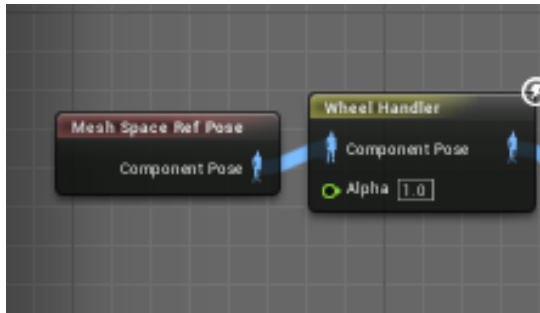 Mesh Space Ref Pose
Component Pose
Wheel Handler
Component Pose
Alpha 1.0